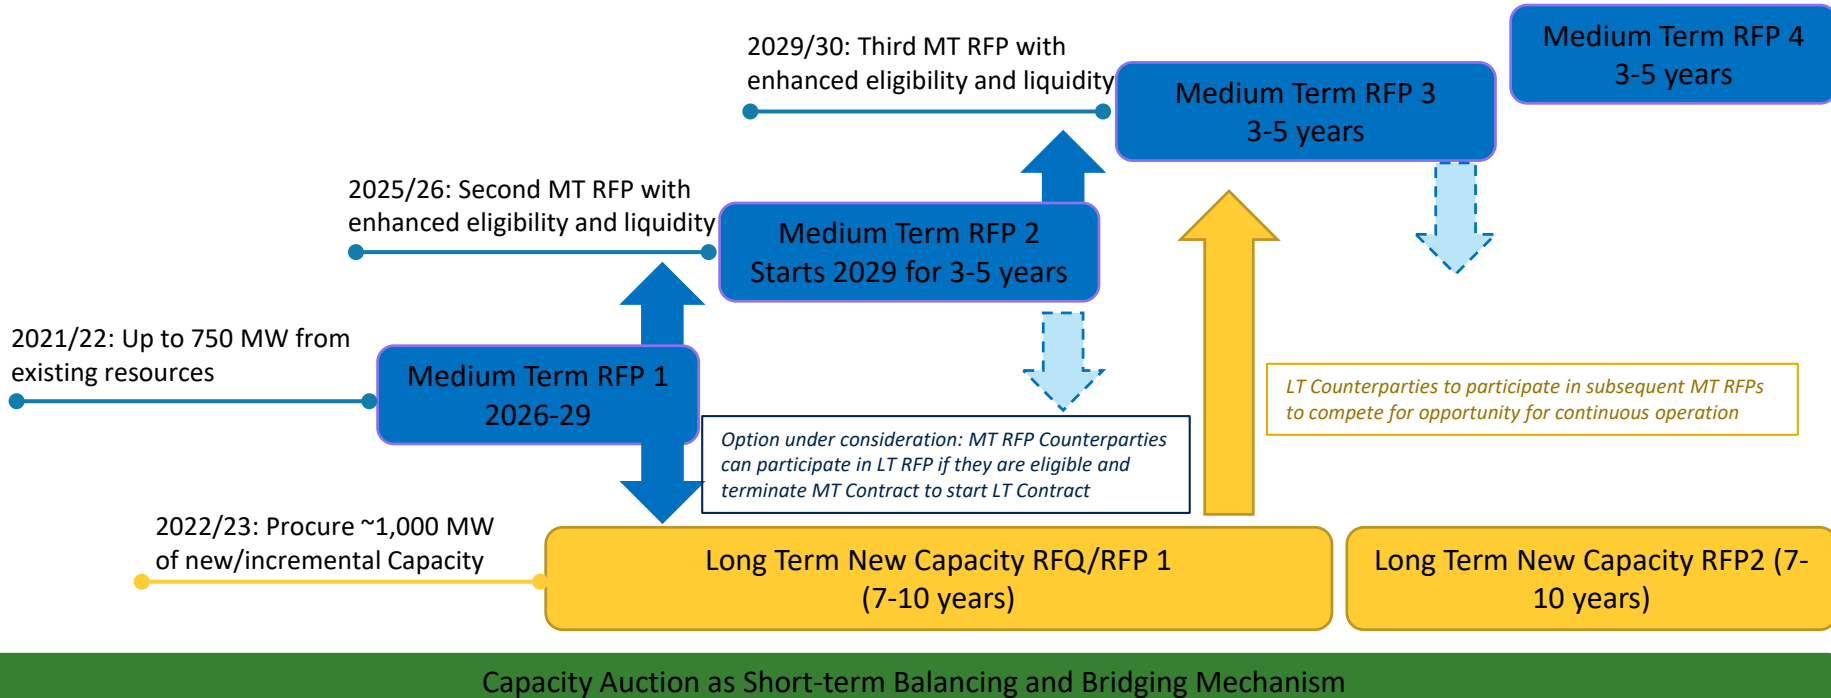 Medium Term RFP 4
3-5 years
2029/30: Third MT RFP with
enhanced eligibility and liquidity
Medium Term RFP 3
3-5 years
2025/26: Second MT RFP with
enhanced eligibility and liquidity
Medium Term RFP 2
Starts 2029 for 3-5 years
2021/22: Up to 750 MW from
existing resources
Medium Term RFP 1
2026-29
LT Counterparties to participate in subsequent MT RFPs
to compete for opportunity for continuous operation
Option under consideration: MT RFP Counterparties
can participate in LT RFP if they are eligible and
terminate MT Contract to start LT Contract
2022/23: Procure ~1,000 MW
of new/incremental Capacity
Long Term New Capacity RFQ/RFP 1
(7-10 years)
Long Term New Capacity RFP2 (7-
10 years)
Capacity Auction as Short-term Balancing and Bridging Mechanism